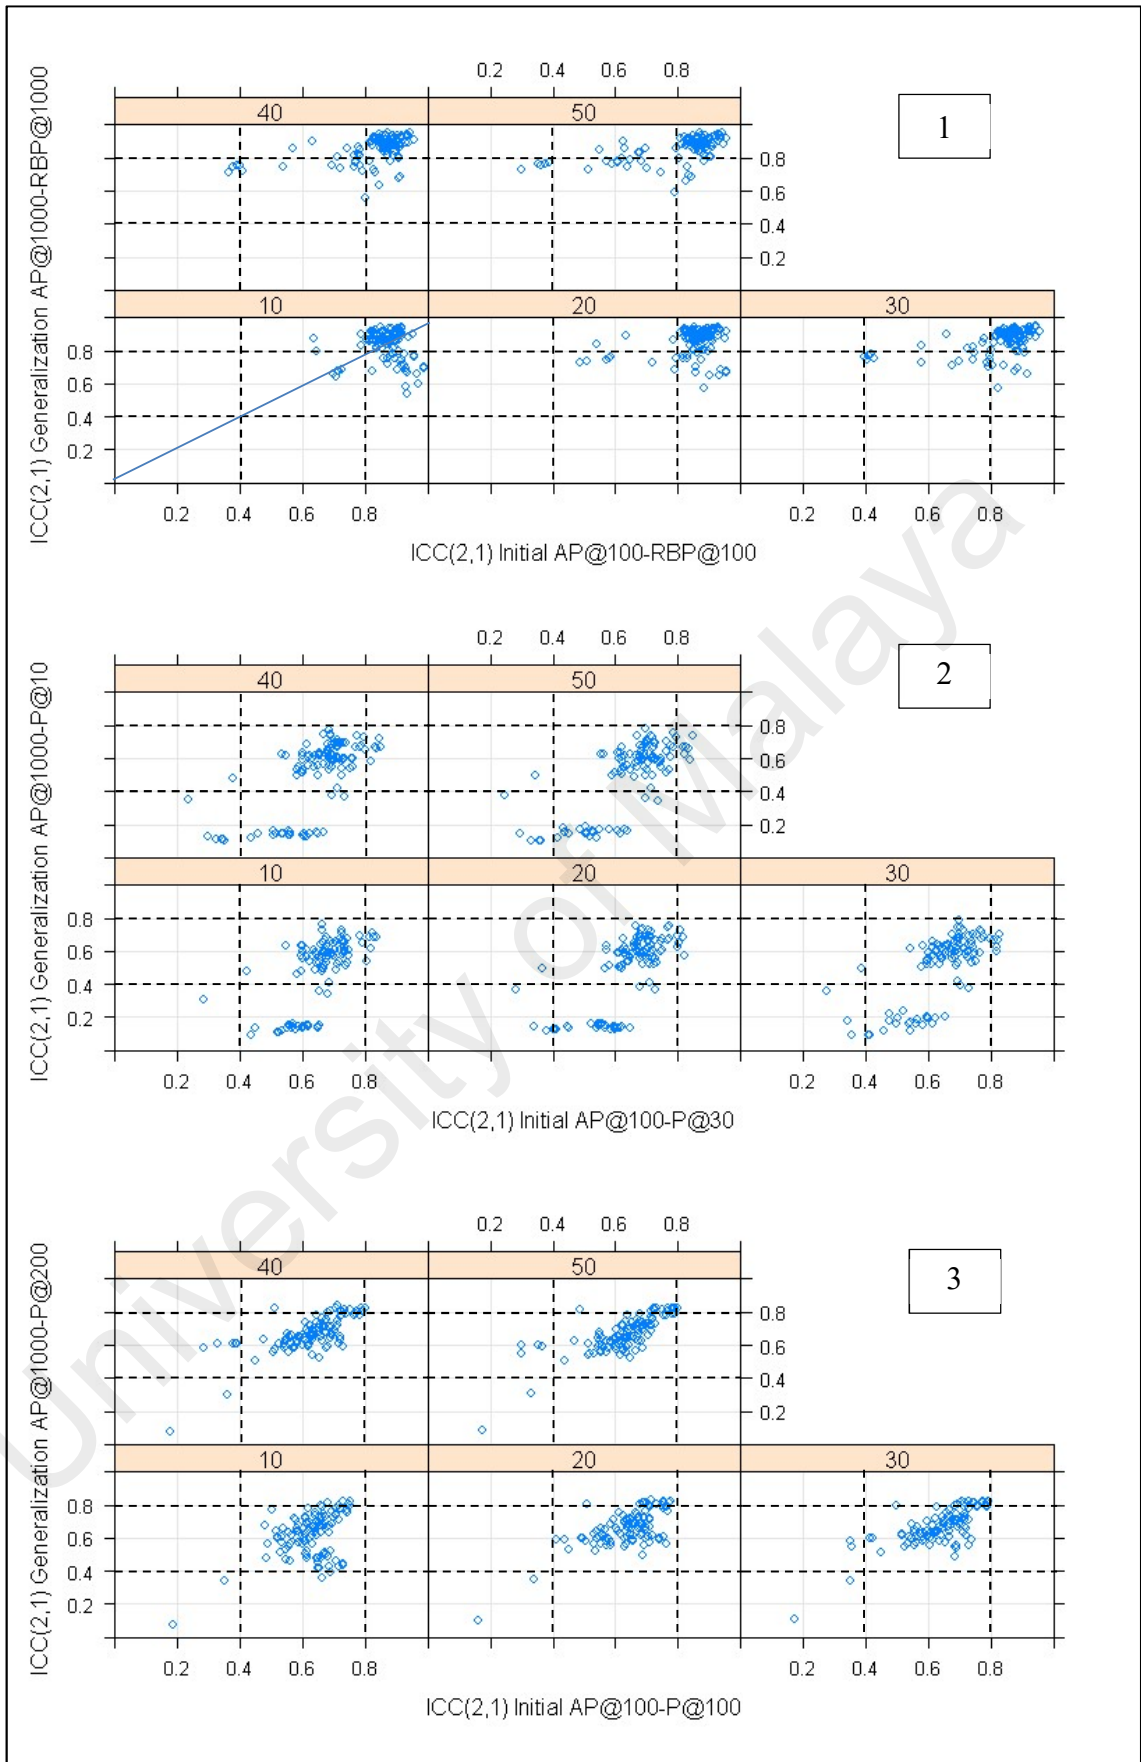 0.2 0.4 0.6 0.8
40 50
1
0.8
0.6
0.4
0.2
10 20 30
0.8
0.6
0.4
0.2
0.2 0.4 0.6 0.8 0.2 0.4 0.6 0.8
ICC(2,1) Generalization AP@1000-RBP@1000
ICC(2,1) Initial AP@100-RBP@100
0.2 0.4 0.6 0.8
40 50
2
0.8
0.6
0.4
0.2
10 20 30
0.8
0.6
0.4
0.2
0.2 0.4 0.6 0.8 0.2 0.4 0.6 0.8
ICC(2,1) Generalization AP@1000-P@10
ICC(2,1) Initial AP@100-P@30
0.2 0.4 0.6 0.8
40 50
3
0.8
0.6
0.4
0.2
10 20 30
0.8
0.6
0.4
0.2
0.2 0.4 0.6 0.8 0.2 0.4 0.6 0.8
ICC(2,1) Generalization AP@1000-P@200
ICC(2,1) Initial AP@100-P@100
University of Malaya